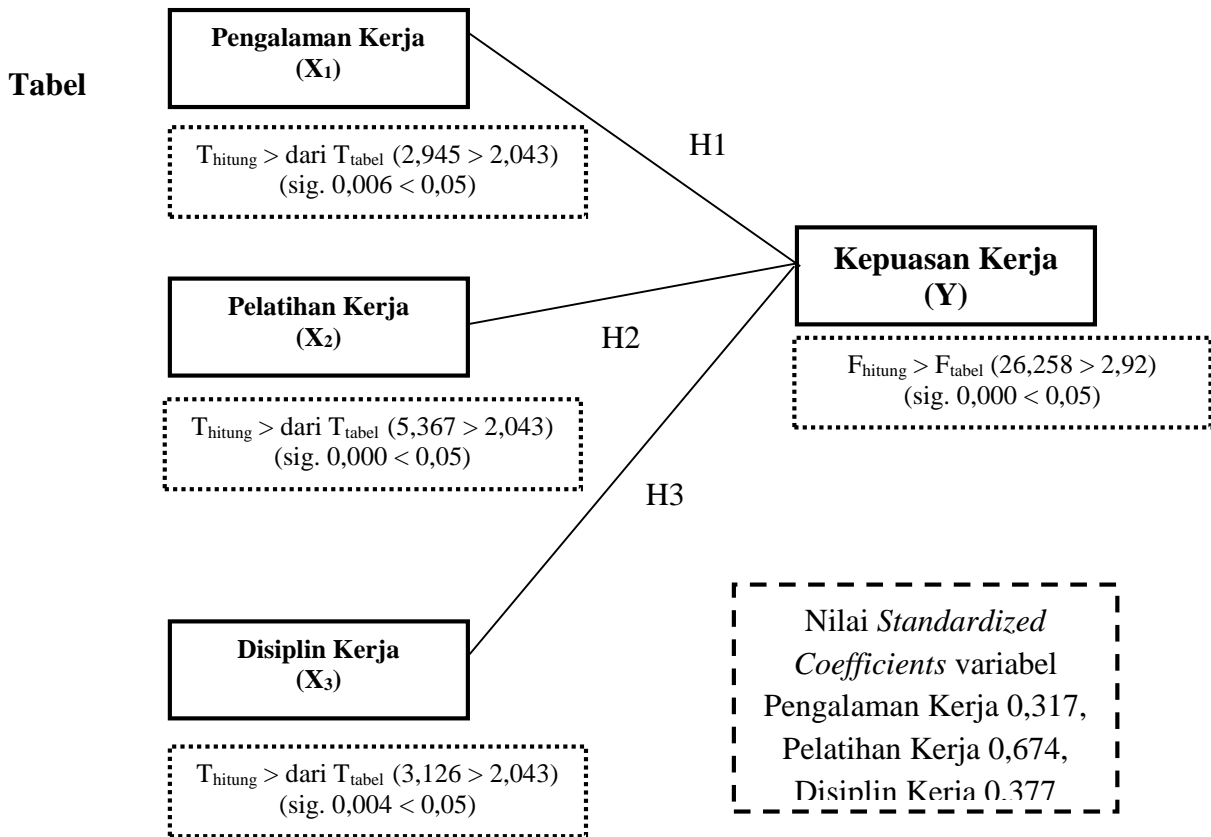 Tabel
Pengalaman Kerja
(X1)
Thitung > dari Ttabel (2,945 > 2,043)
(sig. 0,006 < 0,05)
H1
Pelatihan Kerja
(X2)
Thitung > dari Ttabel (5,367 > 2,043)
(sig. 0,000 < 0,05)
H2
Disiplin Kerja
(X3)
Thitung > dari Ttabel (3,126 > 2,043)
(sig. 0,004 < 0,05)
H3
Kepuasan Kerja
(Y)
Fhitung > Ftabel (26,258 > 2,92)
(sig. 0,000 < 0,05)
Nilai Standardized
Coefficients variabel
Pengalaman Kerja 0,317,
Pelatihan Kerja 0,674,
Disiplin Kerja 0,377